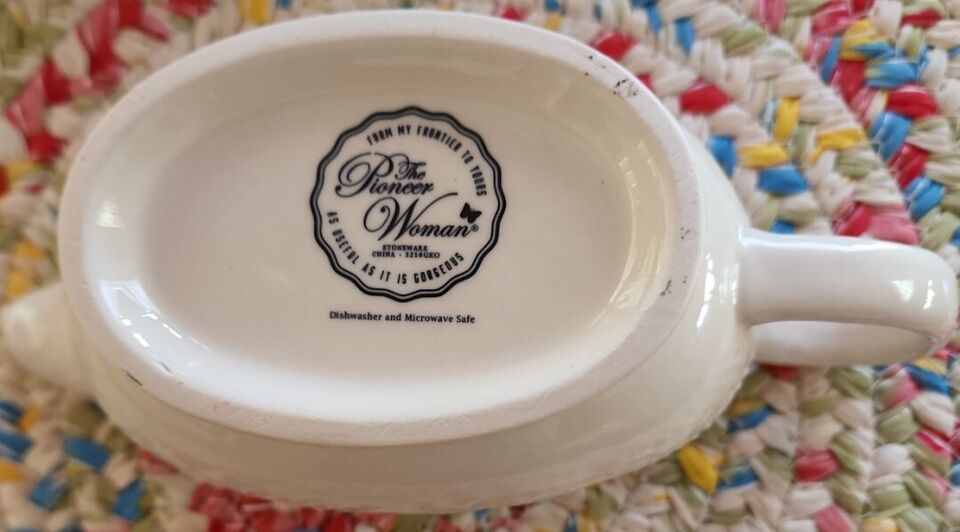 FROM MY FRONTIER TO YOURS
The
Pioneer
Woman®
STONEWARE
CHINA - 3210GKO
AS USEFUL AS IT IS GORGEOUS
Dishwasher and Microwave Safe